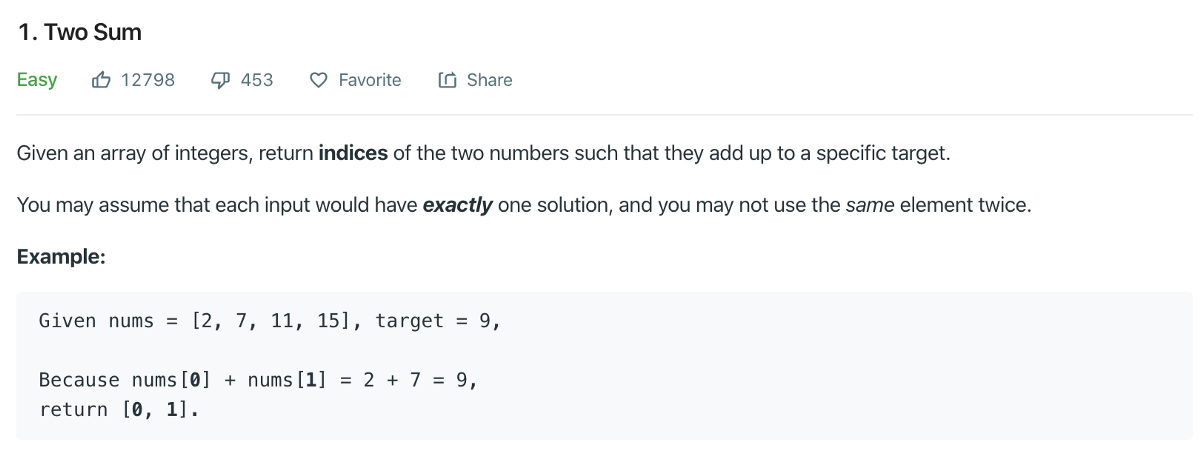 1. Two Sum
Easy 12798 453 Favorite Share
Given an array of integers, return indices of the two numbers such that they add up to a specific target.
You may assume that each input would have exactly one solution, and you may not use the same element twice.
Example:
Given nums = [2, 7, 11, 15], target = 9,
Because nums[0] + nums[1] = 2 + 7 = 9,
return [0, 1].